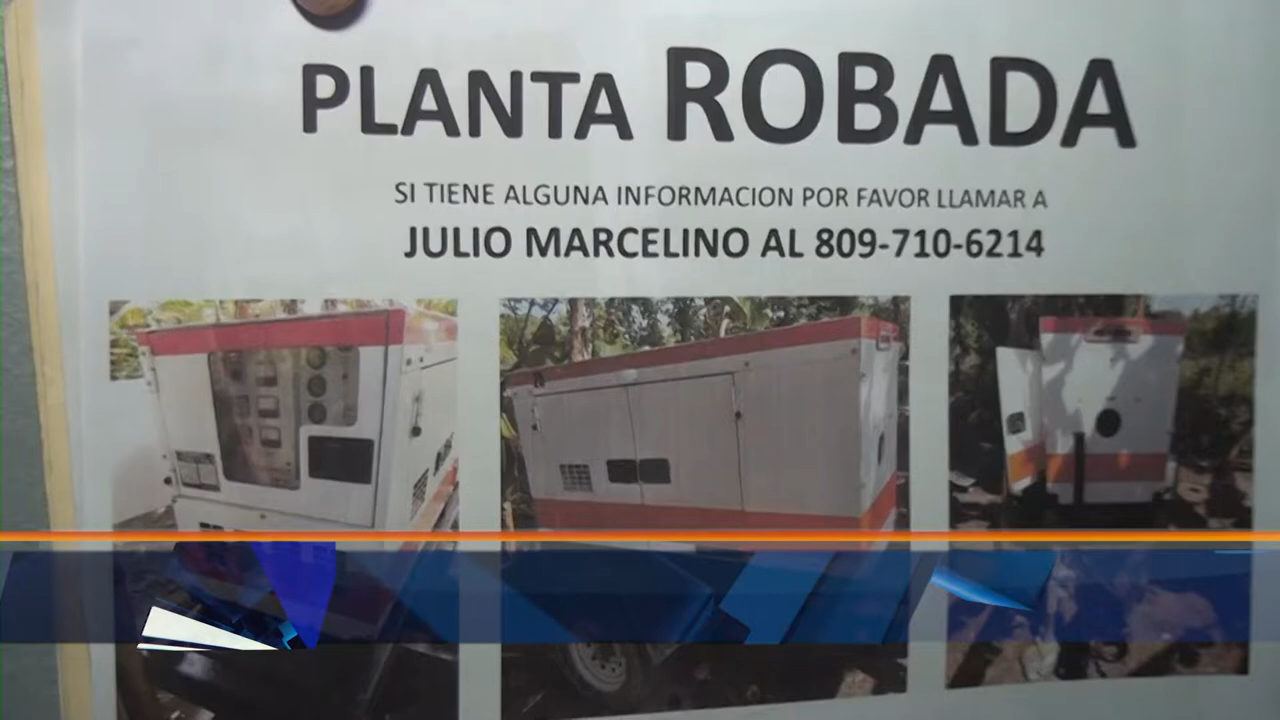 PLANTA ROBADA
SI TIENE ALGUNA INFORMACION POR FAVOR LLAMAR A
JULIO MARCELINO AL 809-710-6214